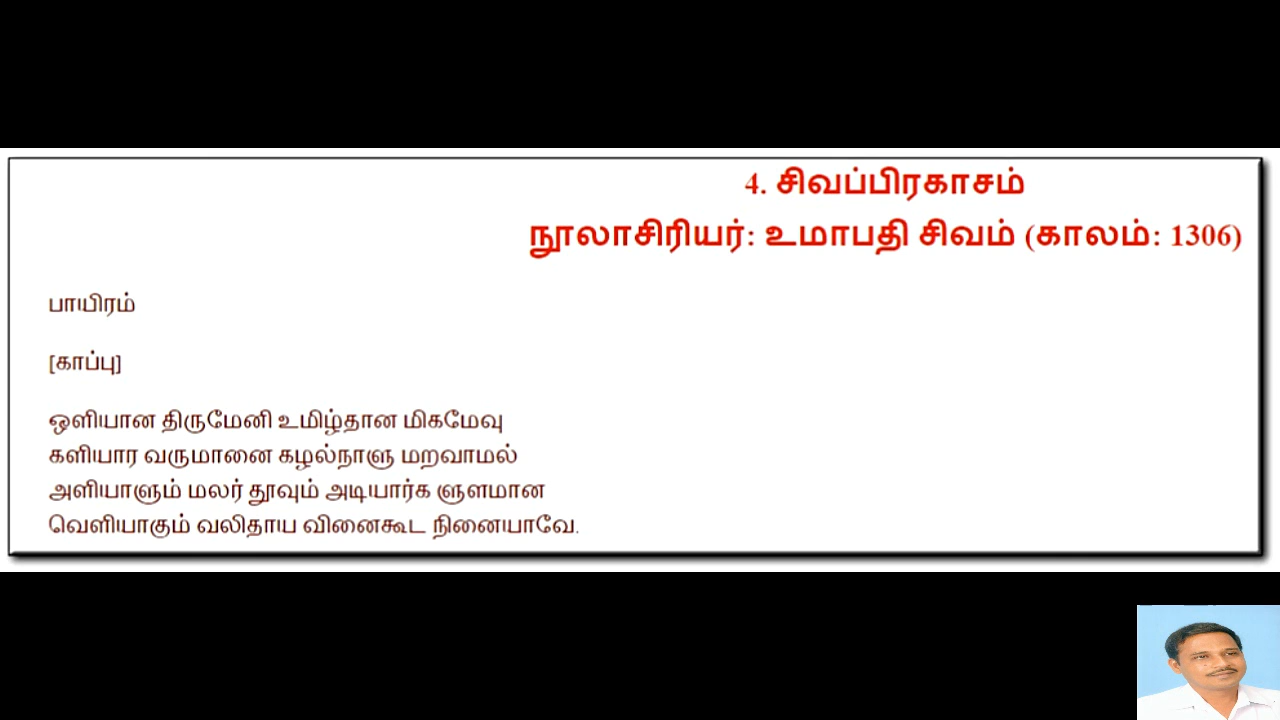 4. சிவப்பிரகாசம்
நூலாசிரியர்: உமாபதி சிவம் (காலம்: 1306)
பாயிரம்
[காப்பு]
ஒளியான திருமேனி உமிழ்தான மிகமேவு
களியார வருமானை கழல்நாளு மறவாமல்
அளியாளும் மலர் தூவும் அடியார்க ளுளமான
வெளியாகும் வலிதாய வினைகூட நினையாவே.